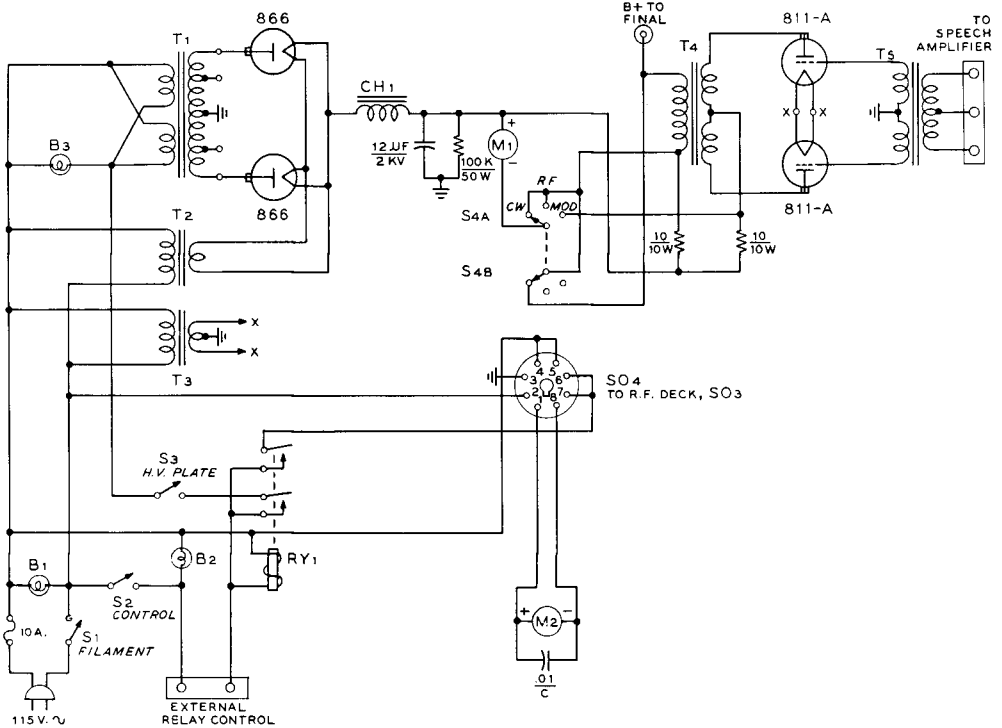 866
T1
B+ TO
FINAL
T4
811-A
TO
SPEECH
AMPLIFIER
T5
CH1
B3
12 UF
2 KV
100K
50W
+
M1
-
X X
866
RF
CW
MOD
S4A
811-A
T2
10
10W
10
10W
S4B
X
X
T3
4 5
3 6
2 7
1 8
SO4
TO R.F. DECK, SO3
S3
H.V. PLATE
B2
RY1
B1
S2
CONTROL
10A.
S1
FILAMENT
+ M2 -
.01
C
115 V. ~
EXTERNAL
RELAY CONTROL